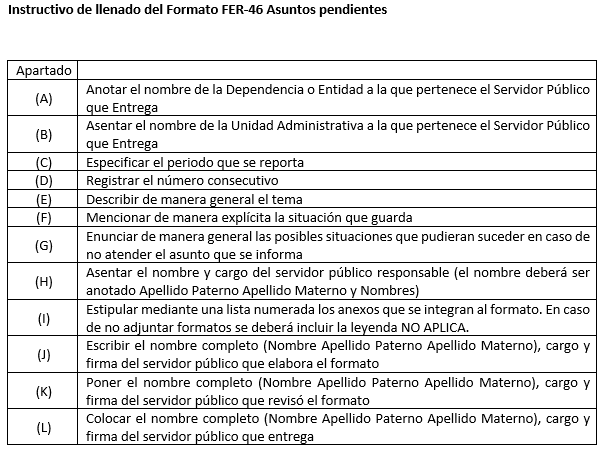 Instructivo de llenado del Formato FER-46 Asuntos pendientes
Apartado
(A) Anotar el nombre de la Dependencia o Entidad a la que pertenece el Servidor Público
que Entrega
(B) Asentar el nombre de la Unidad Administrativa a la que pertenece el Servidor Público
que Entrega
(C) Especificar el periodo que se reporta
(D) Registrar el número consecutivo
(E) Describir de manera general el tema
(F) Mencionar de manera explícita la situación que guarda
(G) Enunciar de manera general las posibles situaciones que pudieran suceder en caso de
no atender el asunto que se informa
(H) Asentar el nombre y cargo del servidor público responsable (el nombre deberá ser
anotado Apellido Paterno Apellido Materno y Nombres)
(I) Estipular mediante una lista numerada los anexos que se integran al formato. En caso
de no adjuntar formatos se deberá incluir la leyenda NO APLICA.
(J) Escribir el nombre completo (Nombre Apellido Paterno Apellido Materno), cargo y
firma del servidor público que elabora el formato
(K) Poner el nombre completo (Nombre Apellido Paterno Apellido Materno), cargo y
firma del servidor público que revisó el formato
(L) Colocar el nombre completo (Nombre Apellido Paterno Apellido Materno), cargo y
firma del servidor público que entrega